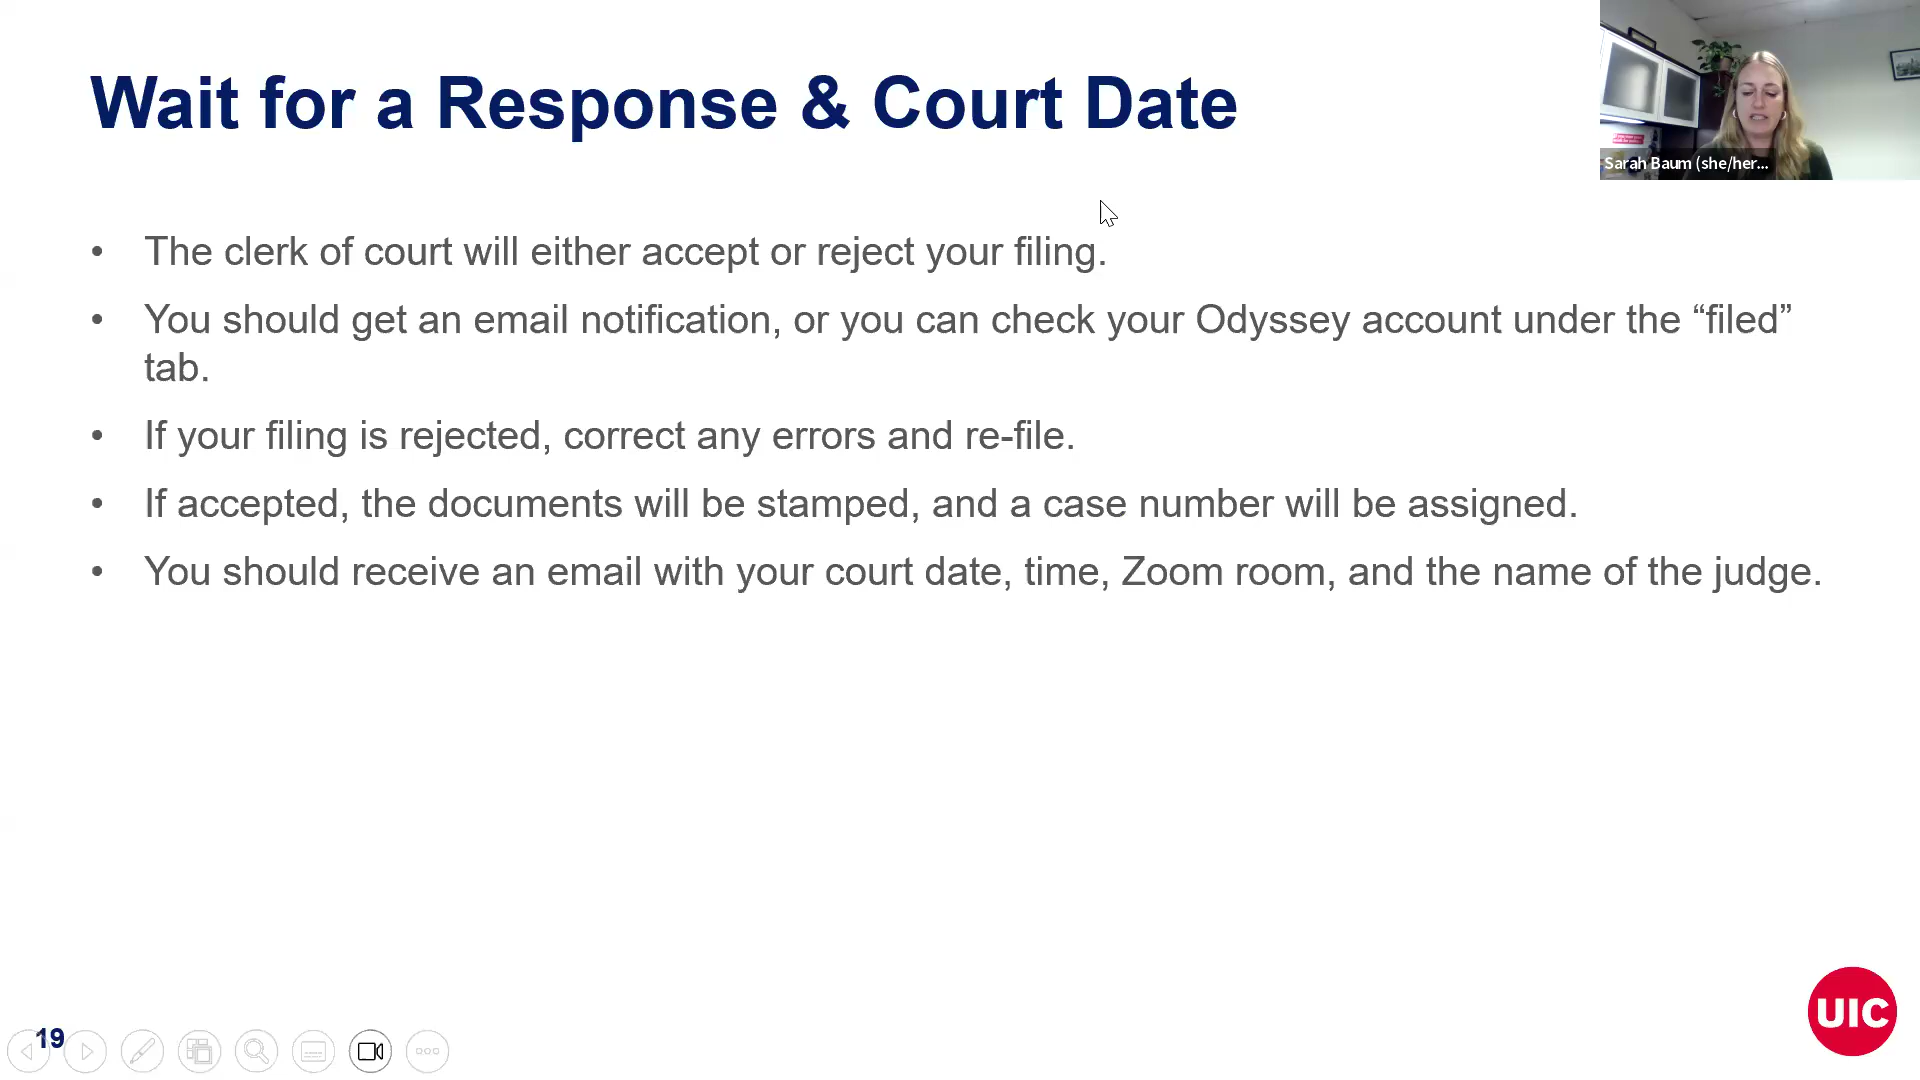 Wait for a Response & Court Date
Sarah Baum (she/her...
• The clerk of court will either accept or reject your filing.
• You should get an email notification, or you can check your Odyssey account under the “filed”
tab.
• If your filing is rejected, correct any errors and re-file.
• If accepted, the documents will be stamped, and a case number will be assigned.
• You should receive an email with your court date, time, Zoom room, and the name of the judge.
19
UIC